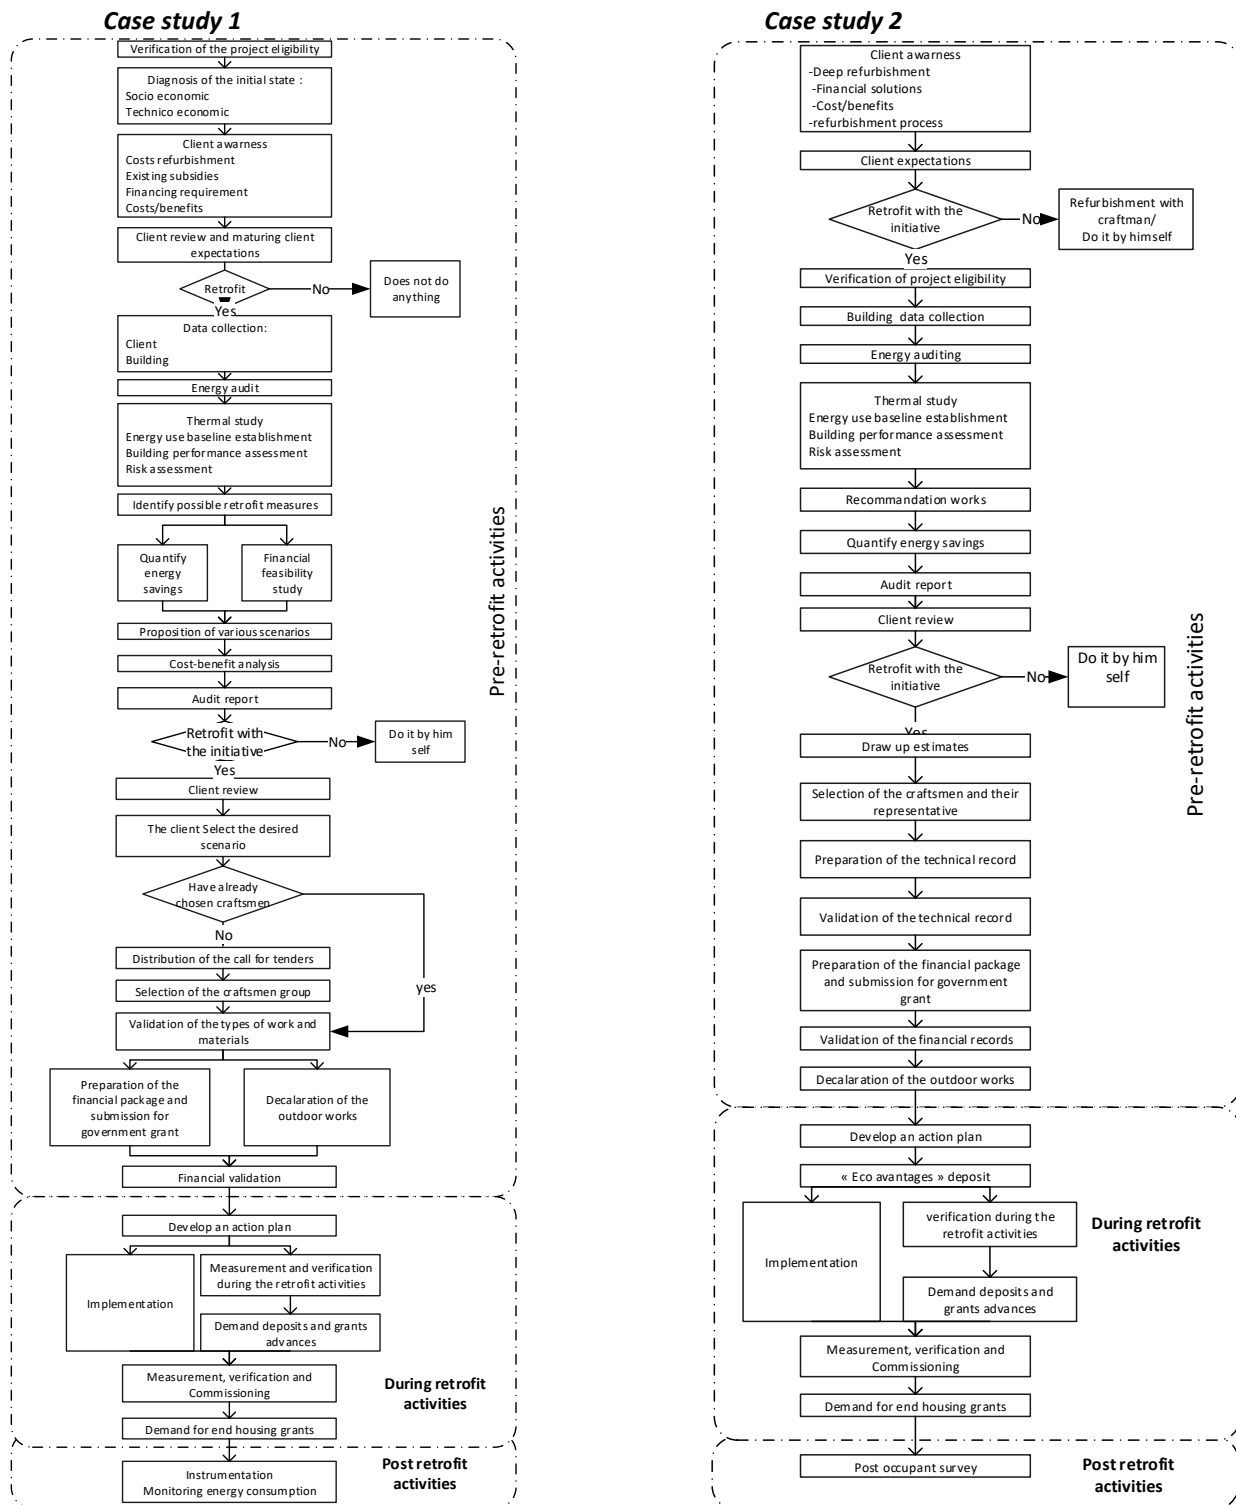 Case study 1
Verification of the project eligibility
Diagnosis of the initial state :
Socio economic
Technico economic
Client awarness
Costs refurbishment
Existing subsidies
Financing requirement
Costs/benefits
Client review and maturing client
expectations
Retrofit
No
Does not do
anything
Yes
Data collection:
Client
Building
Energy audit
Thermal study
Energy use baseline establishment
Building performance assessment
Risk assessment
Identify possible retrofit measures
Quantify
energy
savings
Financial
feasibility
study
Proposition of various scenarios
Cost-benefit analysis
Audit report
Retrofit with
the initiative
No
Do it by him
self
Yes
Client review
The client Select the desired
scenario
Have already
chosen craftsmen
No
yes
Distribution of the call for tenders
Selection of the craftsmen group
Validation of the types of work and
materials
Preparation of the
financial package and
submission for
government grant
Decalaration of the
outdoor works
Financial validation
Pre-retrofit activities
Develop an action plan
Implementation
Measurement and verification
during the retrofit activities
Demand deposits and grants
advances
Measurement, verification and
Commissioning
Demand for end housing grants
During retrofit
activities
Instrumentation
Monitoring energy consumption
Post retrofit
activities
Case study 2
Client awarness
-Deep refurbishment
-Financial solutions
-Cost/benefits
-refurbishment process
Client expectations
Retrofit with the
initiative
No
Refurbishment with
craftman/
Do it by himself
Yes
Verification of project eligibility
Building data collection
Energy auditing
Thermal study
Energy use baseline establishment
Building performance assessment
Risk assessment
Recommandation works
Quantify energy savings
Audit report
Client review
Retrofit with the
initiative
No
Do it by him
self
Yes
Draw up estimates
Selection of the craftsmen and their
representative
Preparation of the technical record
Validation of the technical record
Preparation of the financial package
and submission for government
grant
Validation of the financial records
Decalaration of the outdoor works
Pre-retrofit activities
Develop an action plan
« Eco avantages » deposit
Implementation
verification during the
retrofit activities
Demand deposits and
grants advances
Measurement, verification and
Commissioning
Demand for end housing grants
During retrofit
activities
Post occupant survey
Post retrofit
activities